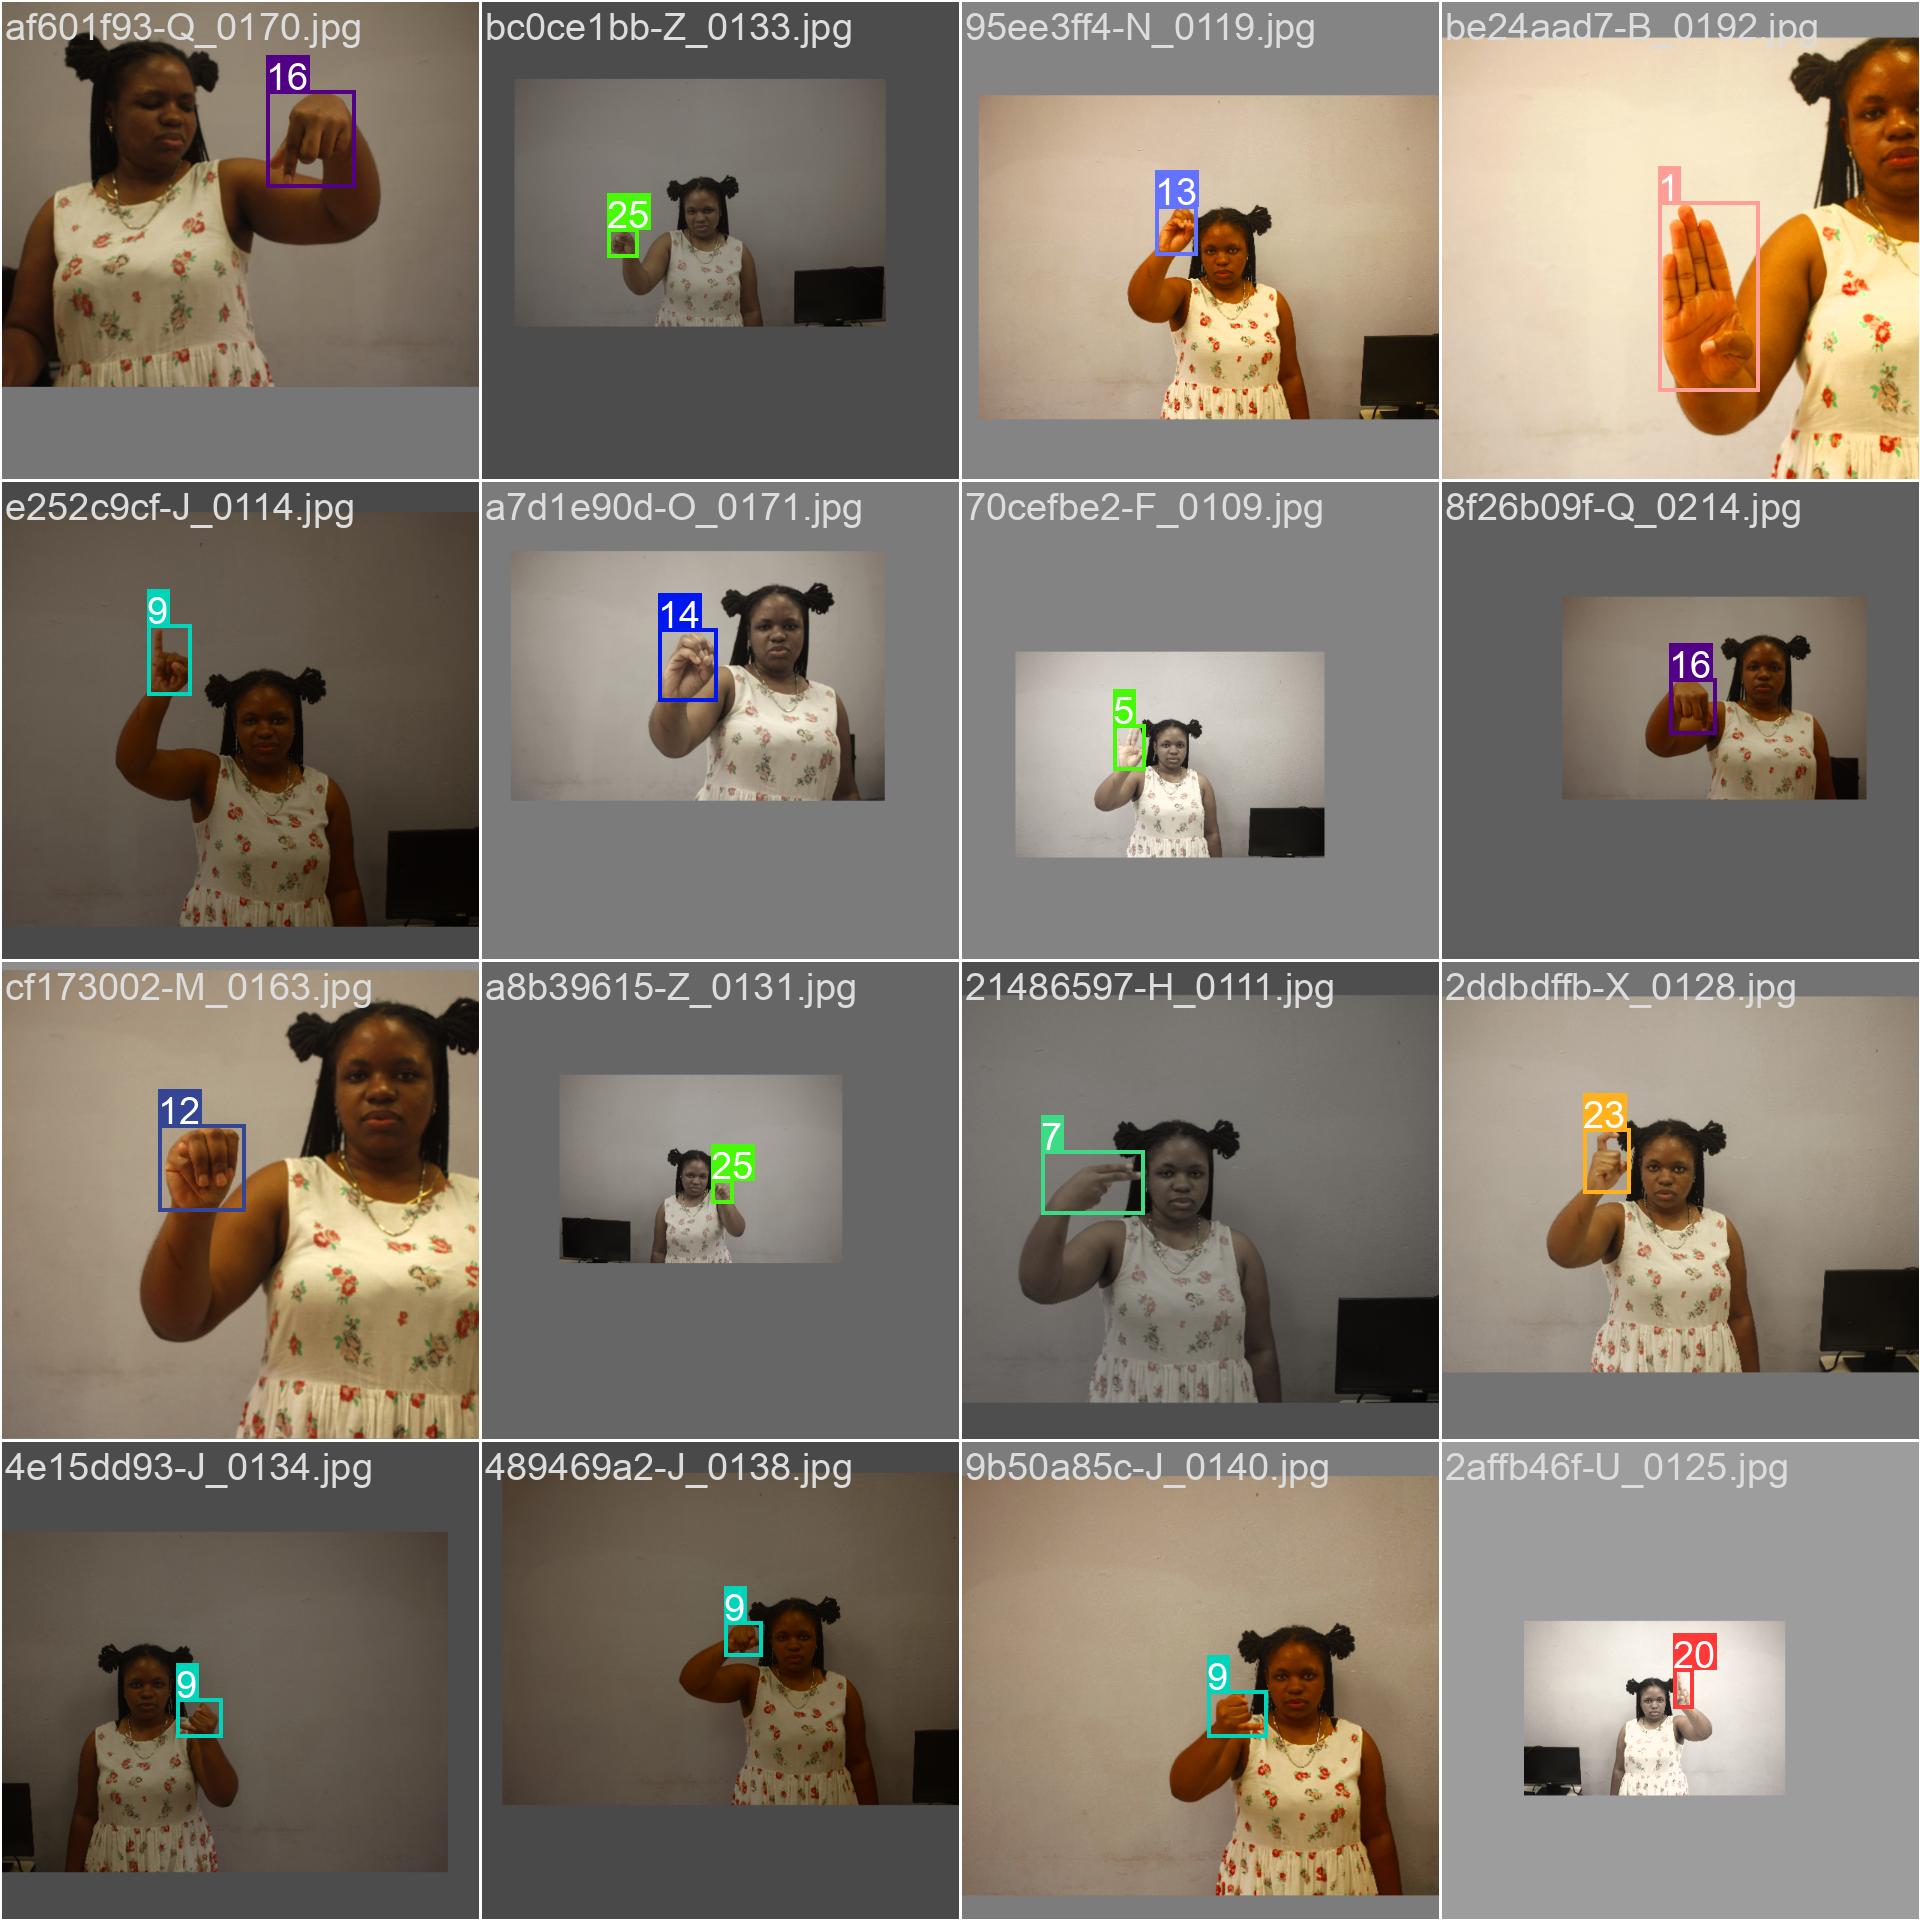 af601f93-Q_0170.jpg
16
bc0ce1bb-Z_0133.jpg
25
95ee3ff4-N_0119.jpg
13
be24aad7-B_0192.jpg
1
e252c9cf-J_0114.jpg
9
a7d1e90d-O_0171.jpg
14
70cefbe2-F_0109.jpg
5
8f26b09f-Q_0214.jpg
16
cf173002-M_0163.jpg
12
a8b39615-Z_0131.jpg
25
21486597-H_0111.jpg
7
2ddbdffb-X_0128.jpg
23
4e15dd93-J_0134.jpg
9
489469a2-J_0138.jpg
9
9b50a85c-J_0140.jpg
9
2affb46f-U_0125.jpg
20